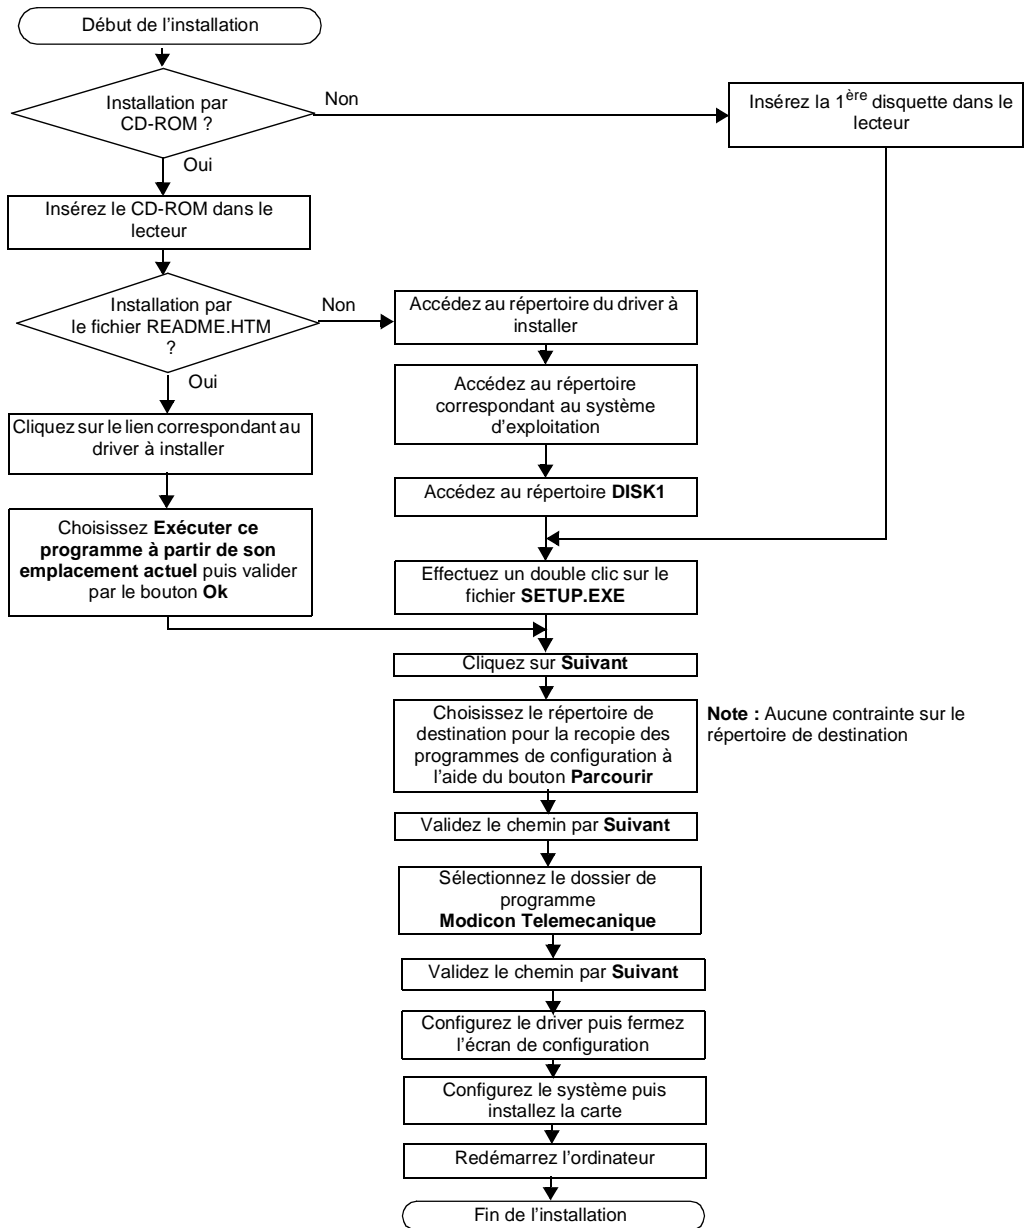 Début de l'installation
Installation par
CD-ROM ?
Non
Insérez la 1ère disquette dans le
lecteur
Oui
Insérez le CD-ROM dans le
lecteur
Installation par
le fichier README.HTM
?
Non
Accédez au répertoire du driver à
installer
Oui
Accédez au répertoire
correspondant au système
d'exploitation
Cliquez sur le lien correspondant au
driver à installer
Accédez au répertoire DISK1
Choisissez Exécuter ce
programme à partir de son
emplacement actuel puis valider
par le bouton Ok
Effectuez un double clic sur le
fichier SETUP.EXE
Cliquez sur Suivant
Choisissez le répertoire de
destination pour la recopie des
programmes de configuration à
l'aide du bouton Parcourir
Note : Aucune contrainte sur le
répertoire de destination
Validez le chemin par Suivant
Sélectionnez le dossier de
programme
Modicon Telemecanique
Validez le chemin par Suivant
Configurez le driver puis fermez
l'écran de configuration
Configurez le système puis
installez la carte
Redémarrez l'ordinateur
Fin de l'installation